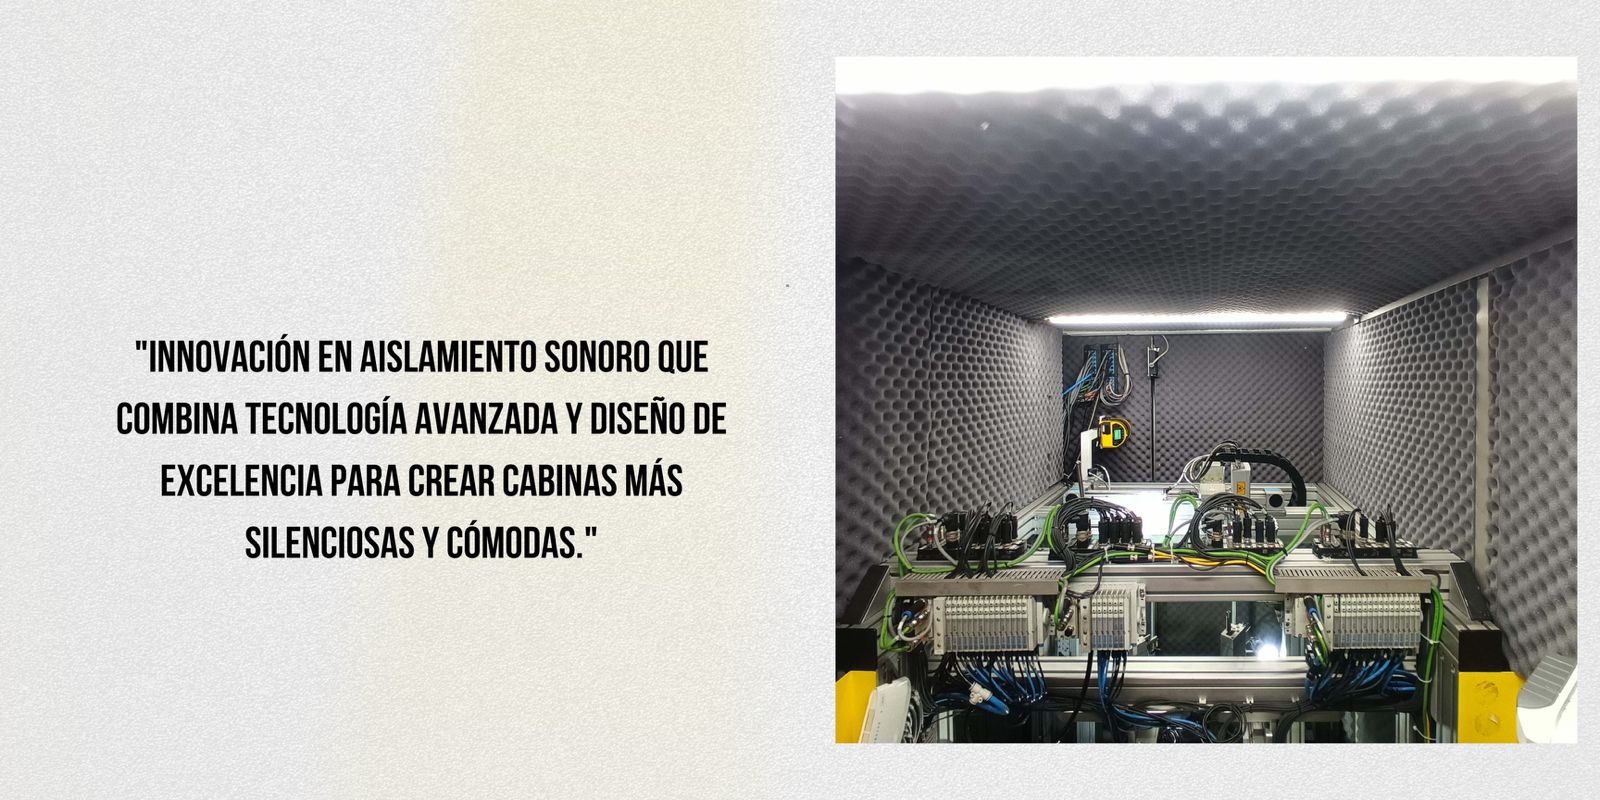 "INNOVACIÓN EN AISLAMIENTO SONORO QUE
COMBINA TECNOLOGÍA AVANZADA Y DISEÑO DE
EXCELENCIA PARA CREAR CABINAS MÁS
SILENCIOSAS Y CÓMODAS."